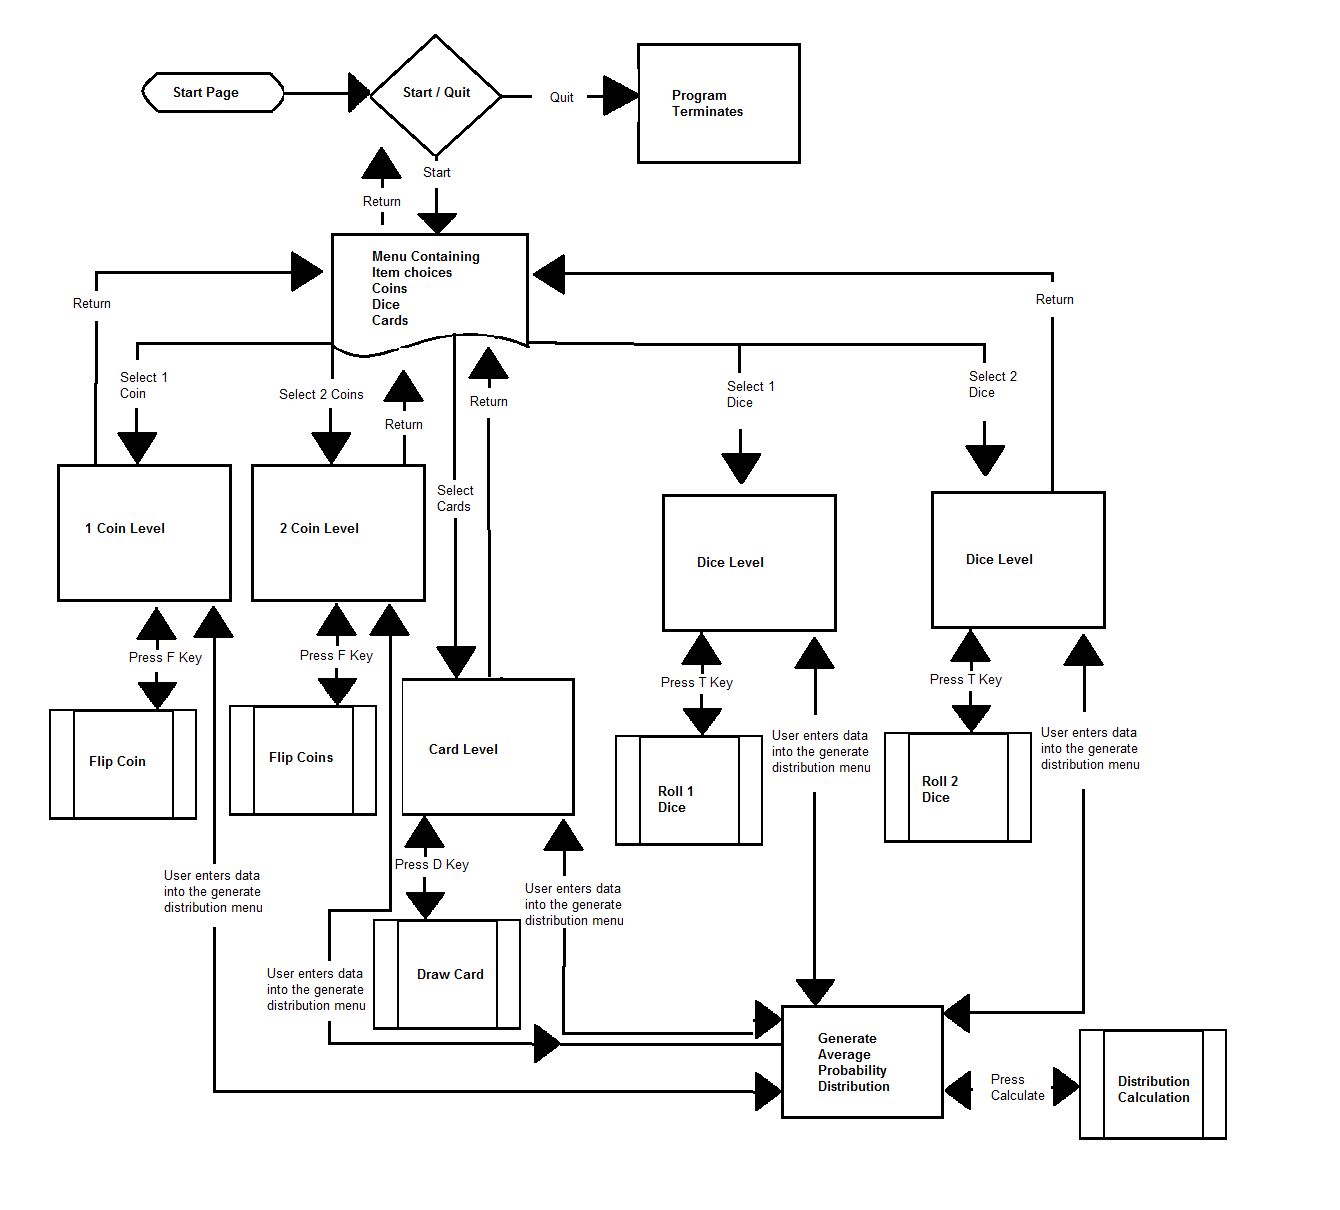 Start Page
Start / Quit
Quit
Program
Terminates
Start
Return
Menu Containing
Item choices
Coins
Dice
Cards
Return
Return
Select 1
Coin
Select 2 Coins
Return
Return
Select 1
Dice
Select 2
Dice
Select
Cards
1 Coin Level
2 Coin Level
Dice Level
Dice Level
Press F Key
Press F Key
Press T Key
Press T Key
Flip Coin
Flip Coins
Card Level
User enters data
into the generate
distribution menu
User enters data
into the generate
distribution menu
Roll 1
Dice
Roll 2
Dice
Press D Key
User enters data
into the generate
distribution menu
User enters data
into the generate
distribution menu
User enters data
into the generate
distribution menu
Draw Card
Generate
Average
Probability
Distribution
Press
Calculate
Distribution
Calculation